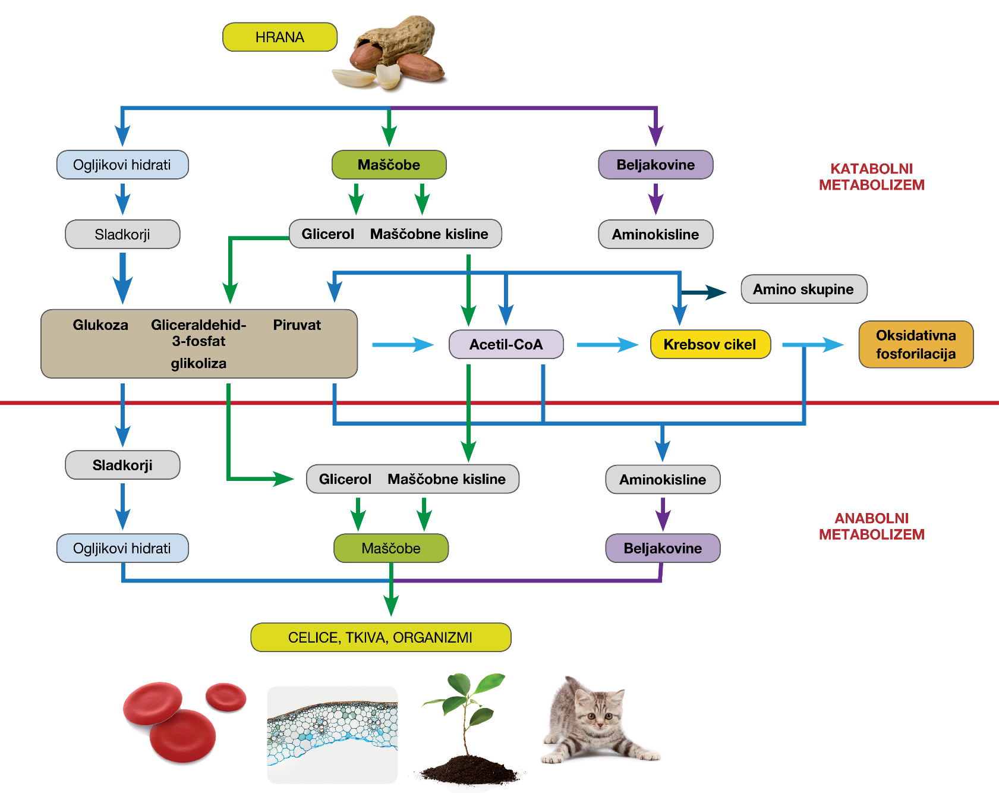 HRANA
Ogljikovi hidrati
Maščobe
Beljakovine
KATABOLNI
METABOLIZEM
Sladkorji
Glicerol Maščobne kisline
Aminokisline
Amino skupine
Glukoza Gliceraldehid- Piruvat
3-fosfat
glikoliza
Acetil-CoA
Krebsov cikel
Oksidativna
fosforilacija
Sladkorji
Glicerol Maščobne kisline
Aminokisline
ANABOLNI
METABOLIZEM
Ogljikovi hidrati
Maščobe
Beljakovine
CELICE, TKIVA, ORGANIZMI